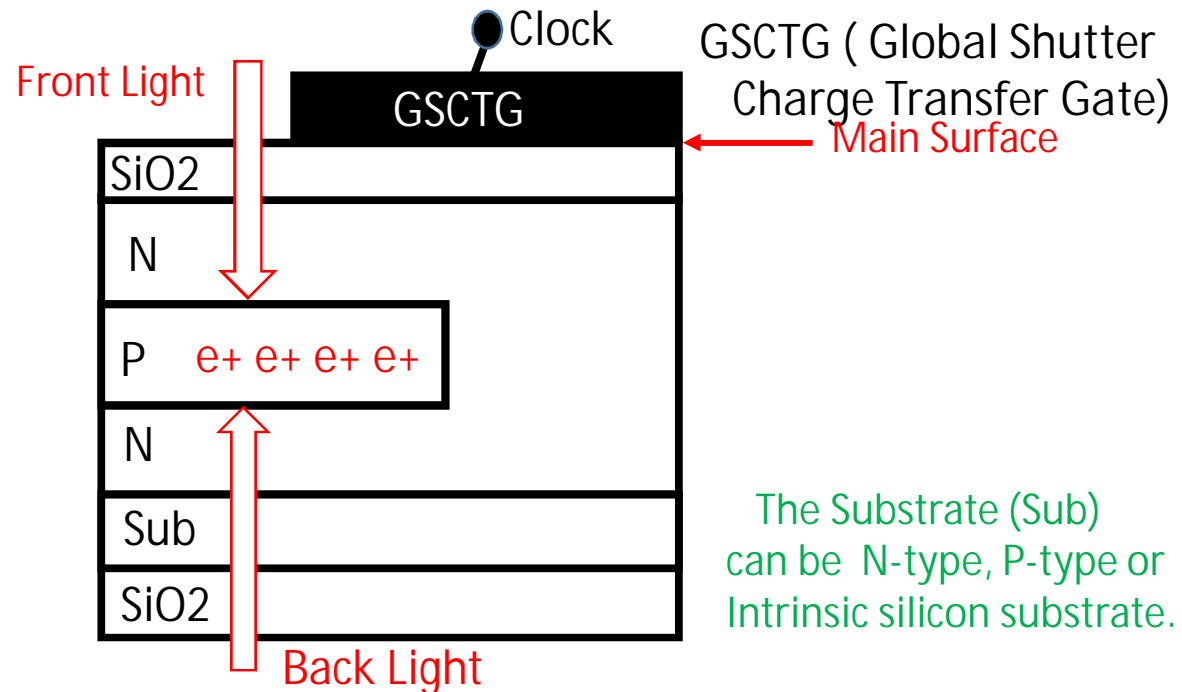 Clock
GSCTG ( Global Shutter
Charge Transfer Gate)
Front Light
GSCTG
Main Surface
SiO2
N
P e+ e+ e+ e+
N
Sub
SiO2
The Substrate (Sub)
can be N-type, P-type or
Intrinsic silicon substrate.
Back Light